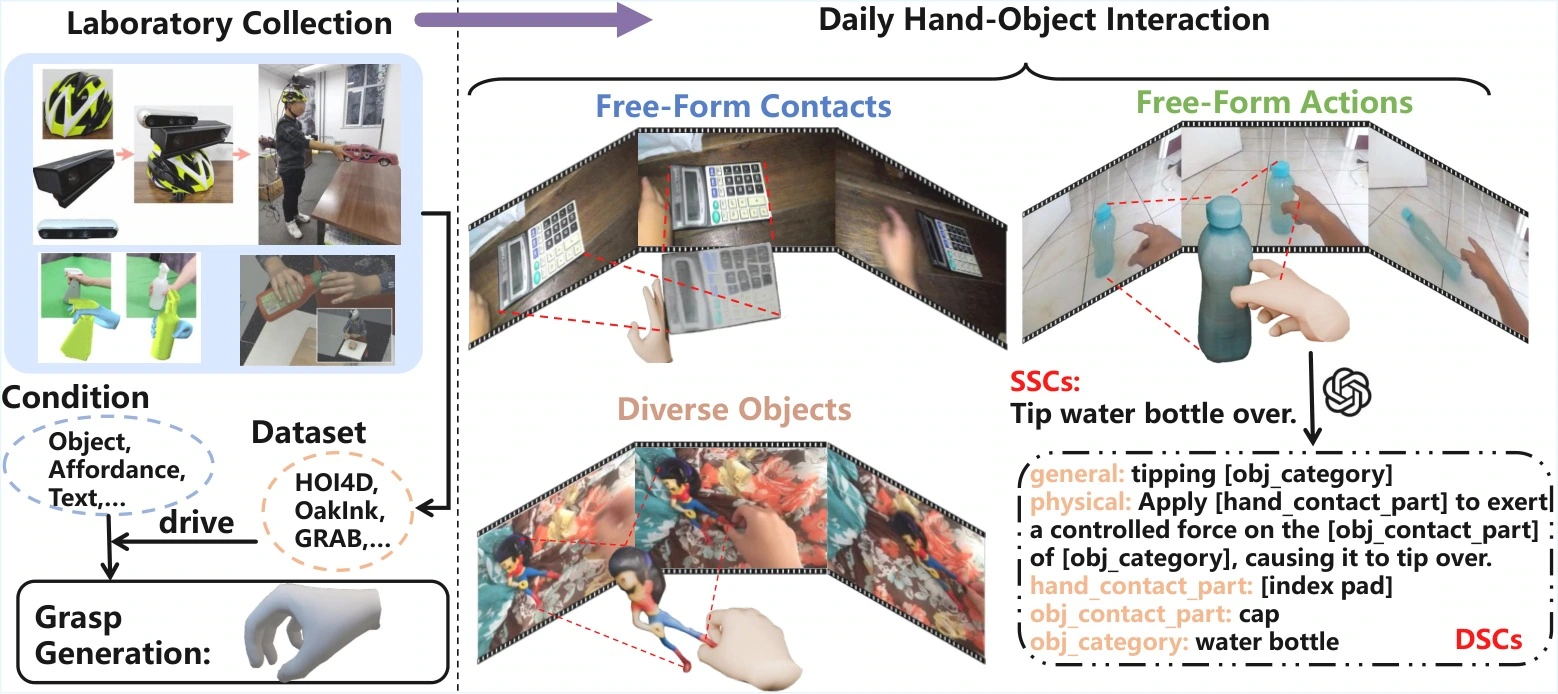 Laboratory Collection
Daily Hand-Object Interaction
Free-Form Contacts
Free-Form Actions
Condition
Object,
Affordance,
Text,...
Dataset
HOI4D,
OakInk,
GRAB,...
drive
Grasp
Generation:
Diverse Objects
SSCs:
Tip water bottle over.
general: tipping [obj_category]
physical: Apply [hand_contact_part] to exert
a controlled force on the [obj_contact_part]
of [obj_category], causing it to tip over.
hand_contact_part: [index pad]
obj_contact_part: cap
obj_category: water bottle
DSCs